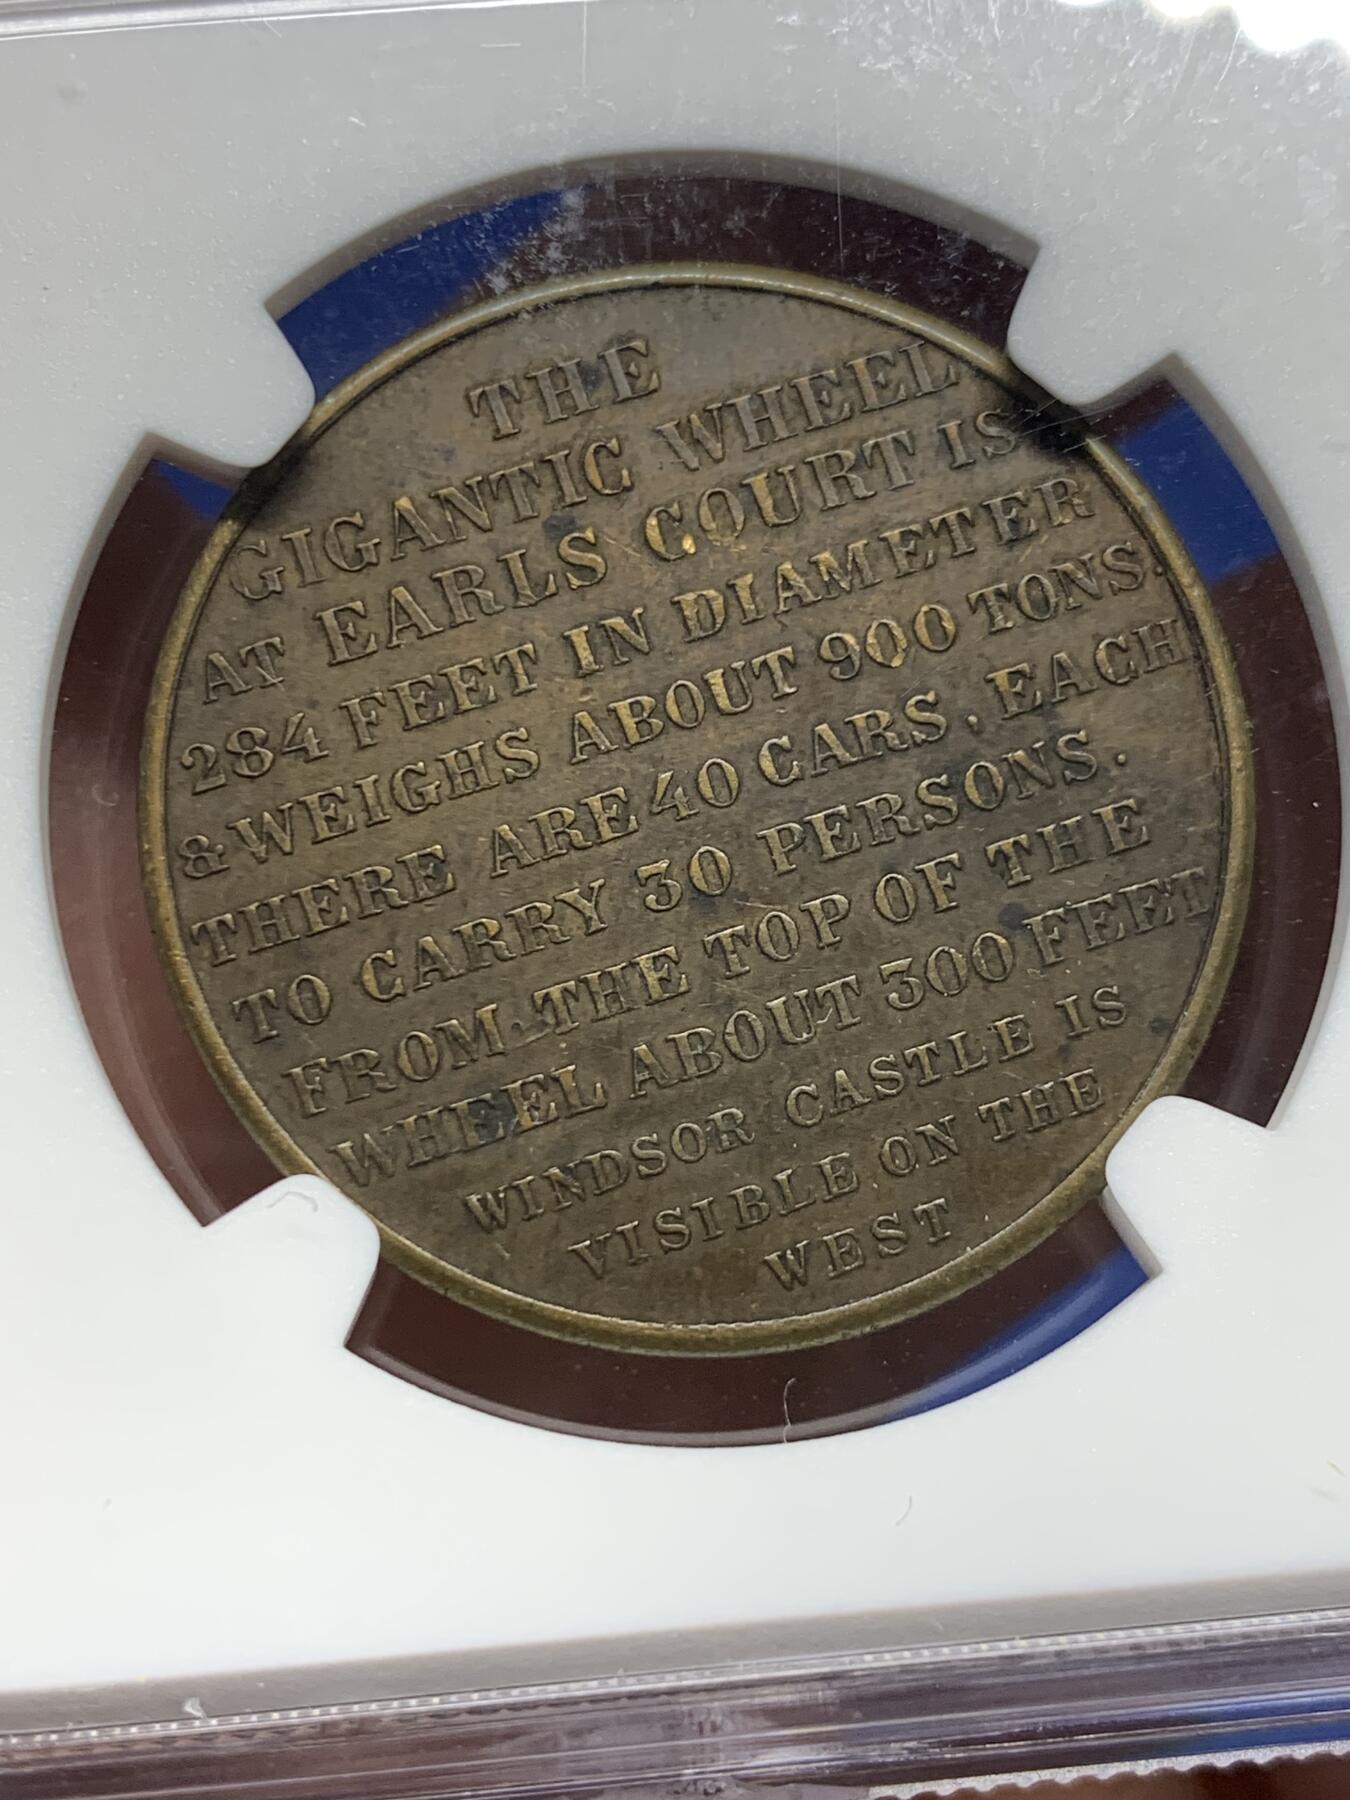 THE
GIGANTIC WHEEL
AT EARLS COURT IS
284 FEET IN DIAMETER
& WEIGHS ABOUT 900 TONS.
THERE ARE 40 CARS, EACH
TO CARRY 30 PERSONS.
FROM THE TOP OF THE
WHEEL ABOUT 300 FEET
WINDSOR CASTLE IS
VISIBLE ON THE
WEST